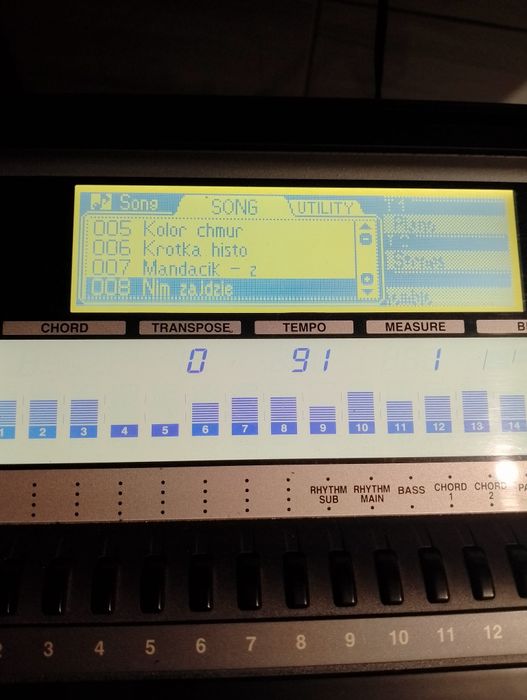 Song SONG UTILITY
005 Kolor chmur
006 Krotka histo
007 Mandacik - z
008 Nim zajdzie
Piano
CHORD TRANSPOSE TEMPO MEASURE
0 91 1
1 2 3 4 5 6 7 8 9 10 11 12 13 14
RHYTHM SUB RHYTHM MAIN BASS CHORD 1 CHORD 2
2 3 4 5 6 7 8 9 10 11 12